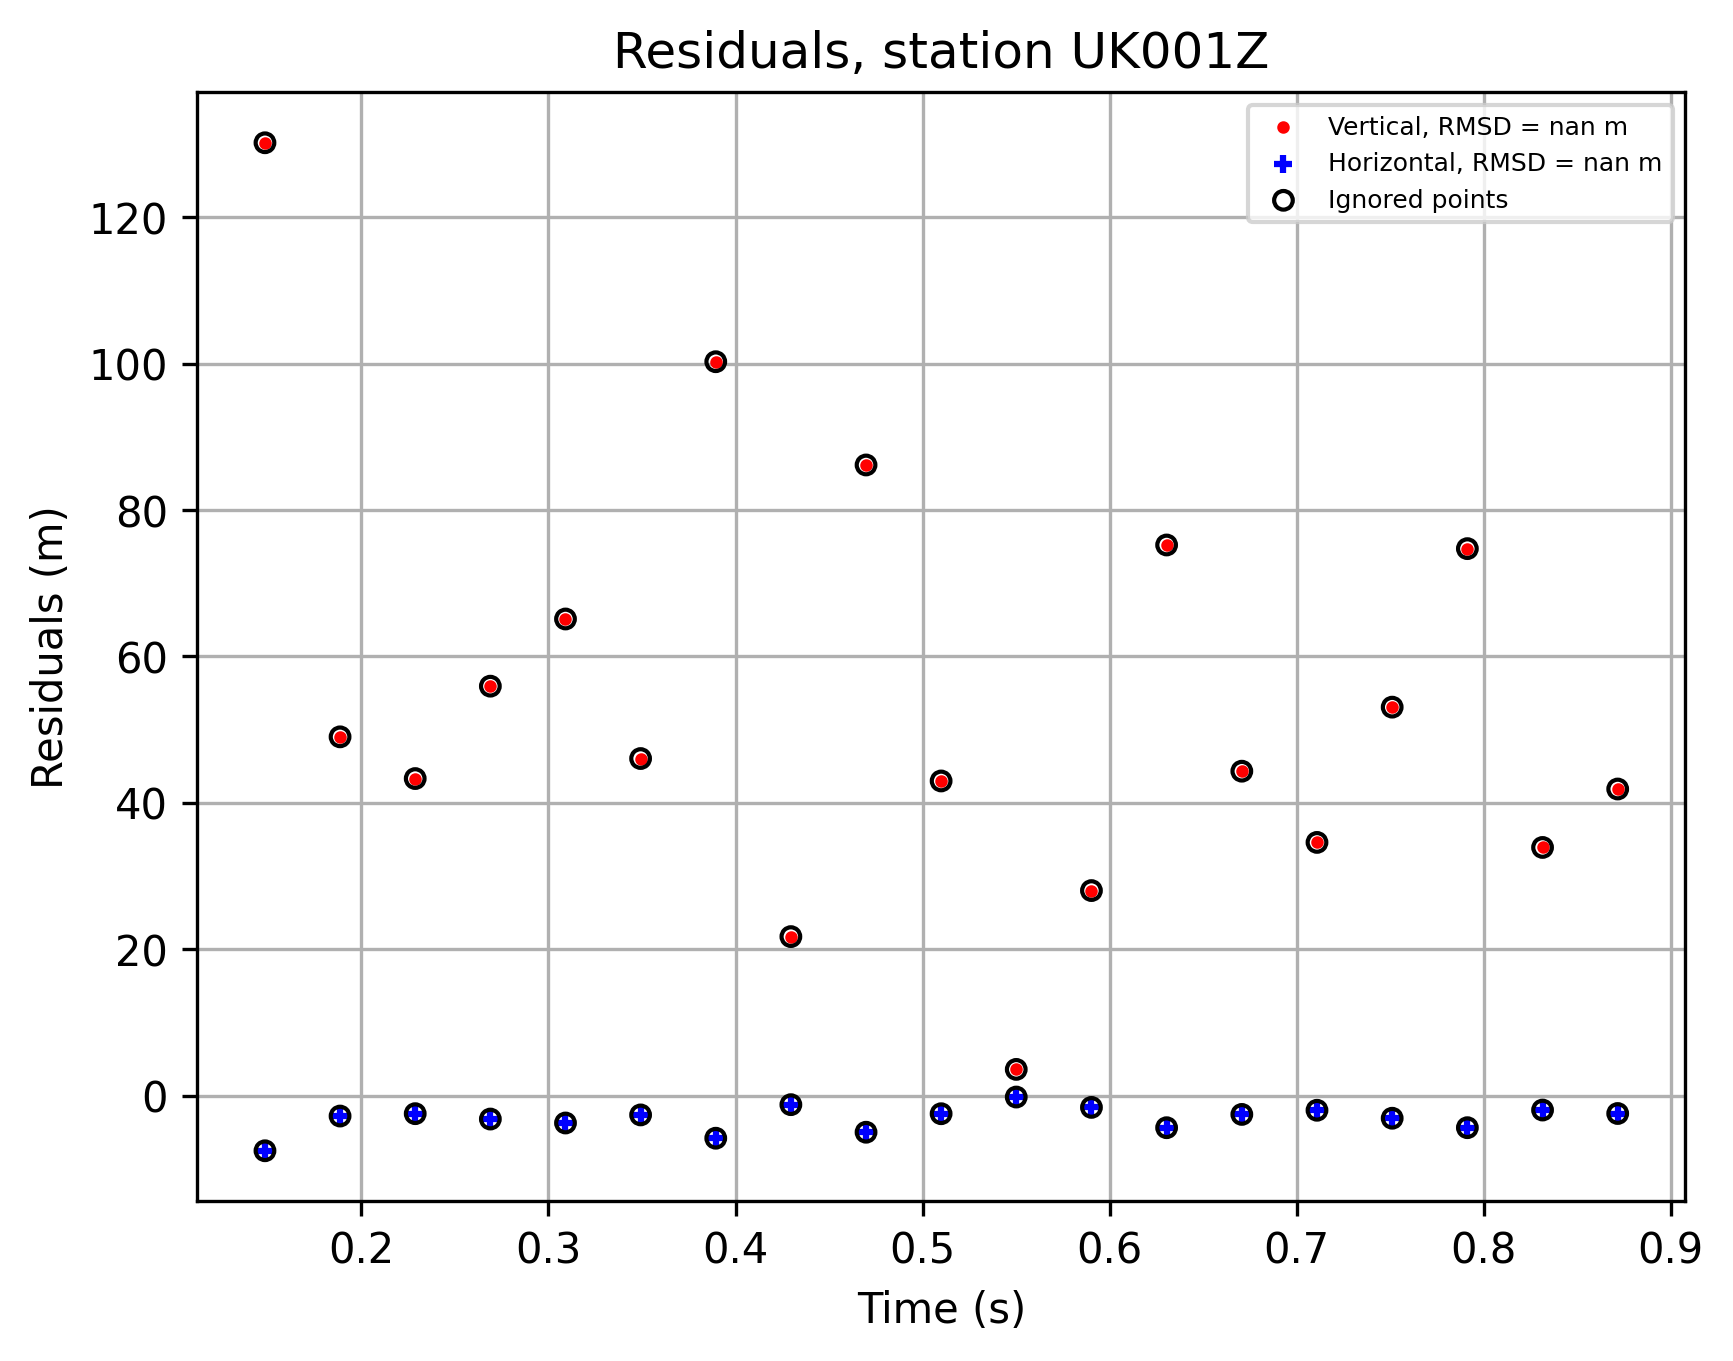 Residuals, station UK001Z
Vertical, RMSD = nan m
Horizontal, RMSD = nan m
Ignored points
Residuals (m)
120
100
80
60
40
20
0
0.2 0.3 0.4 0.5 0.6 0.7 0.8 0.9
Time (s)